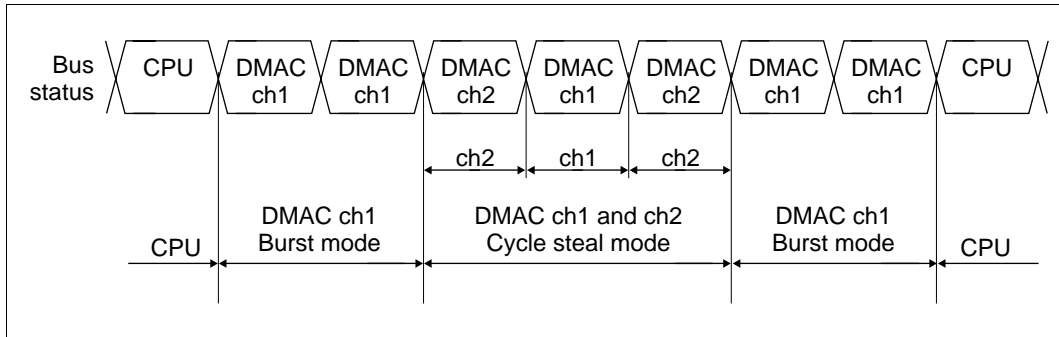 Bus status
CPU
DMAC ch1
DMAC ch1
DMAC ch2
DMAC ch1
DMAC ch2
DMAC ch1
DMAC ch1
CPU
ch2
ch1
ch2
CPU
DMAC ch1
Burst mode
DMAC ch1 and ch2
Cycle steal mode
DMAC ch1
Burst mode
CPU